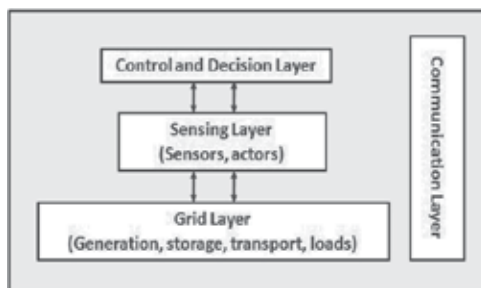 Control and Decision Layer
Sensing Layer
(Sensors, actors)
Grid Layer
(Generation, storage, transport, loads)
Communication Layer